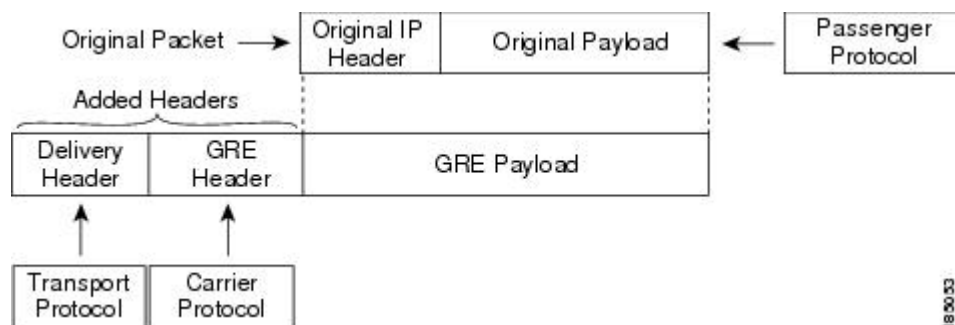 Original Packet
Original IP
Header
Original Payload
Passenger
Protocol
Added Headers
Delivery
Header
GRE
Header
GRE Payload
Transport
Protocol
Carrier
Protocol
185053